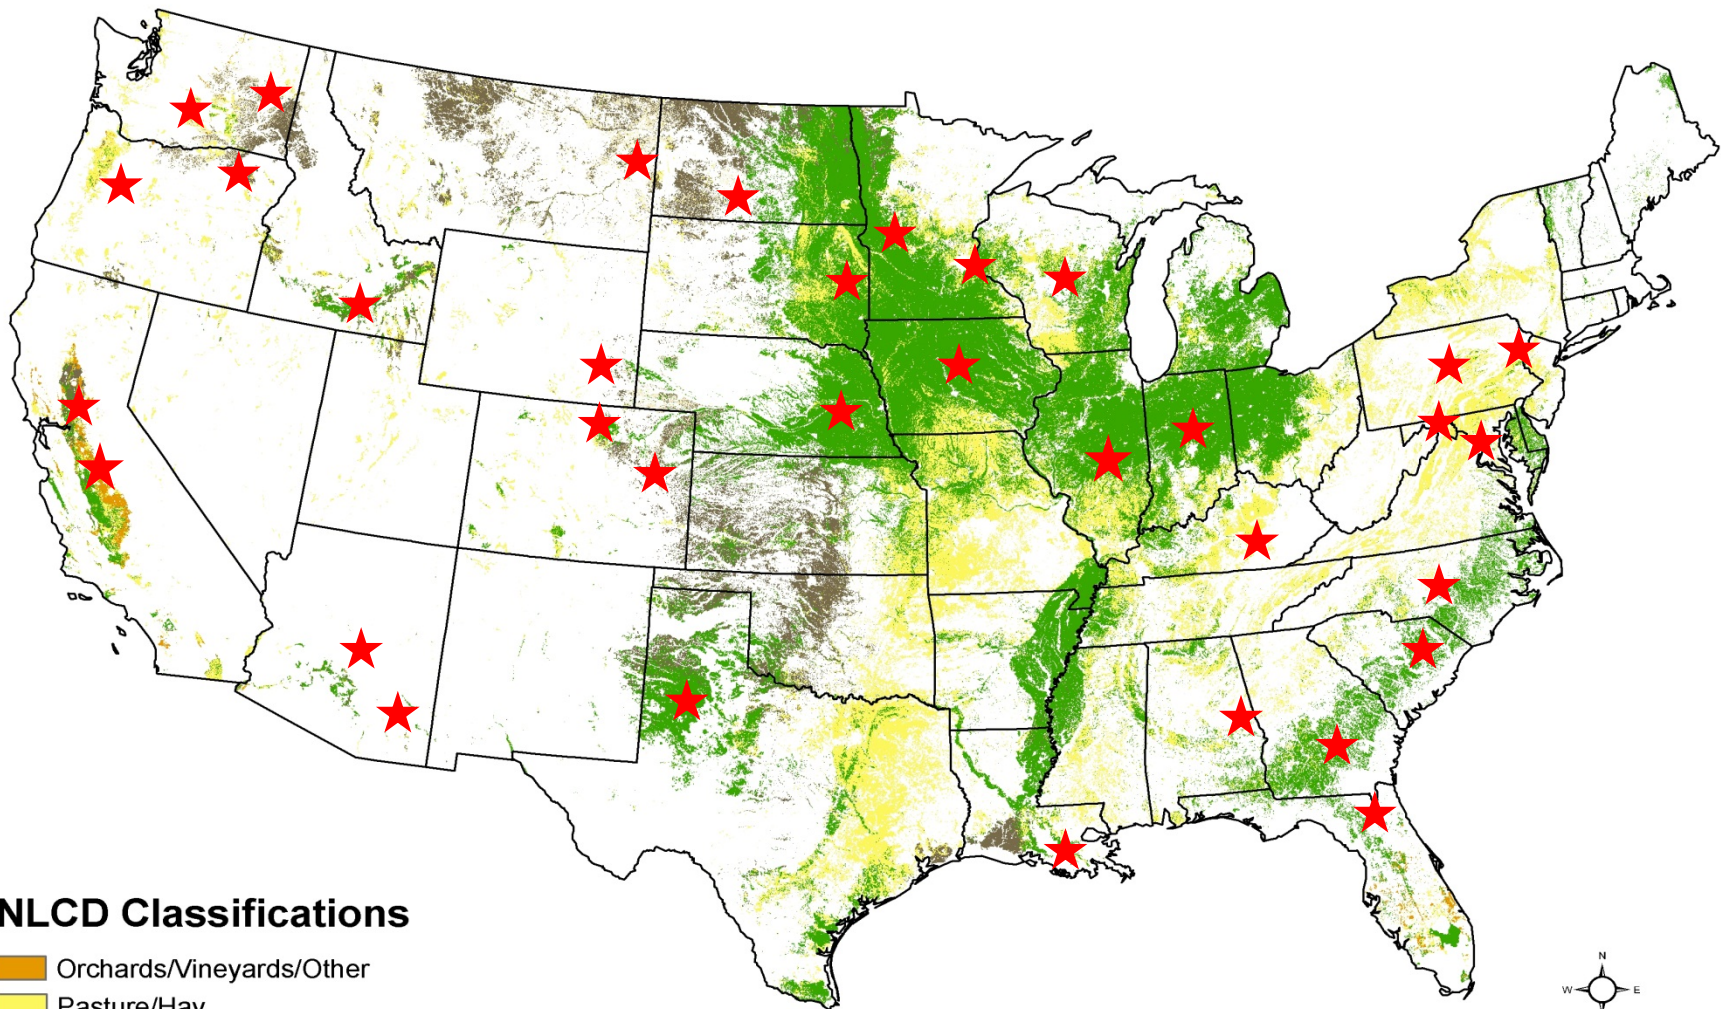 NLCD Classifications
Orchards/Vineyards/Other
Pasture/Hay
N
W E